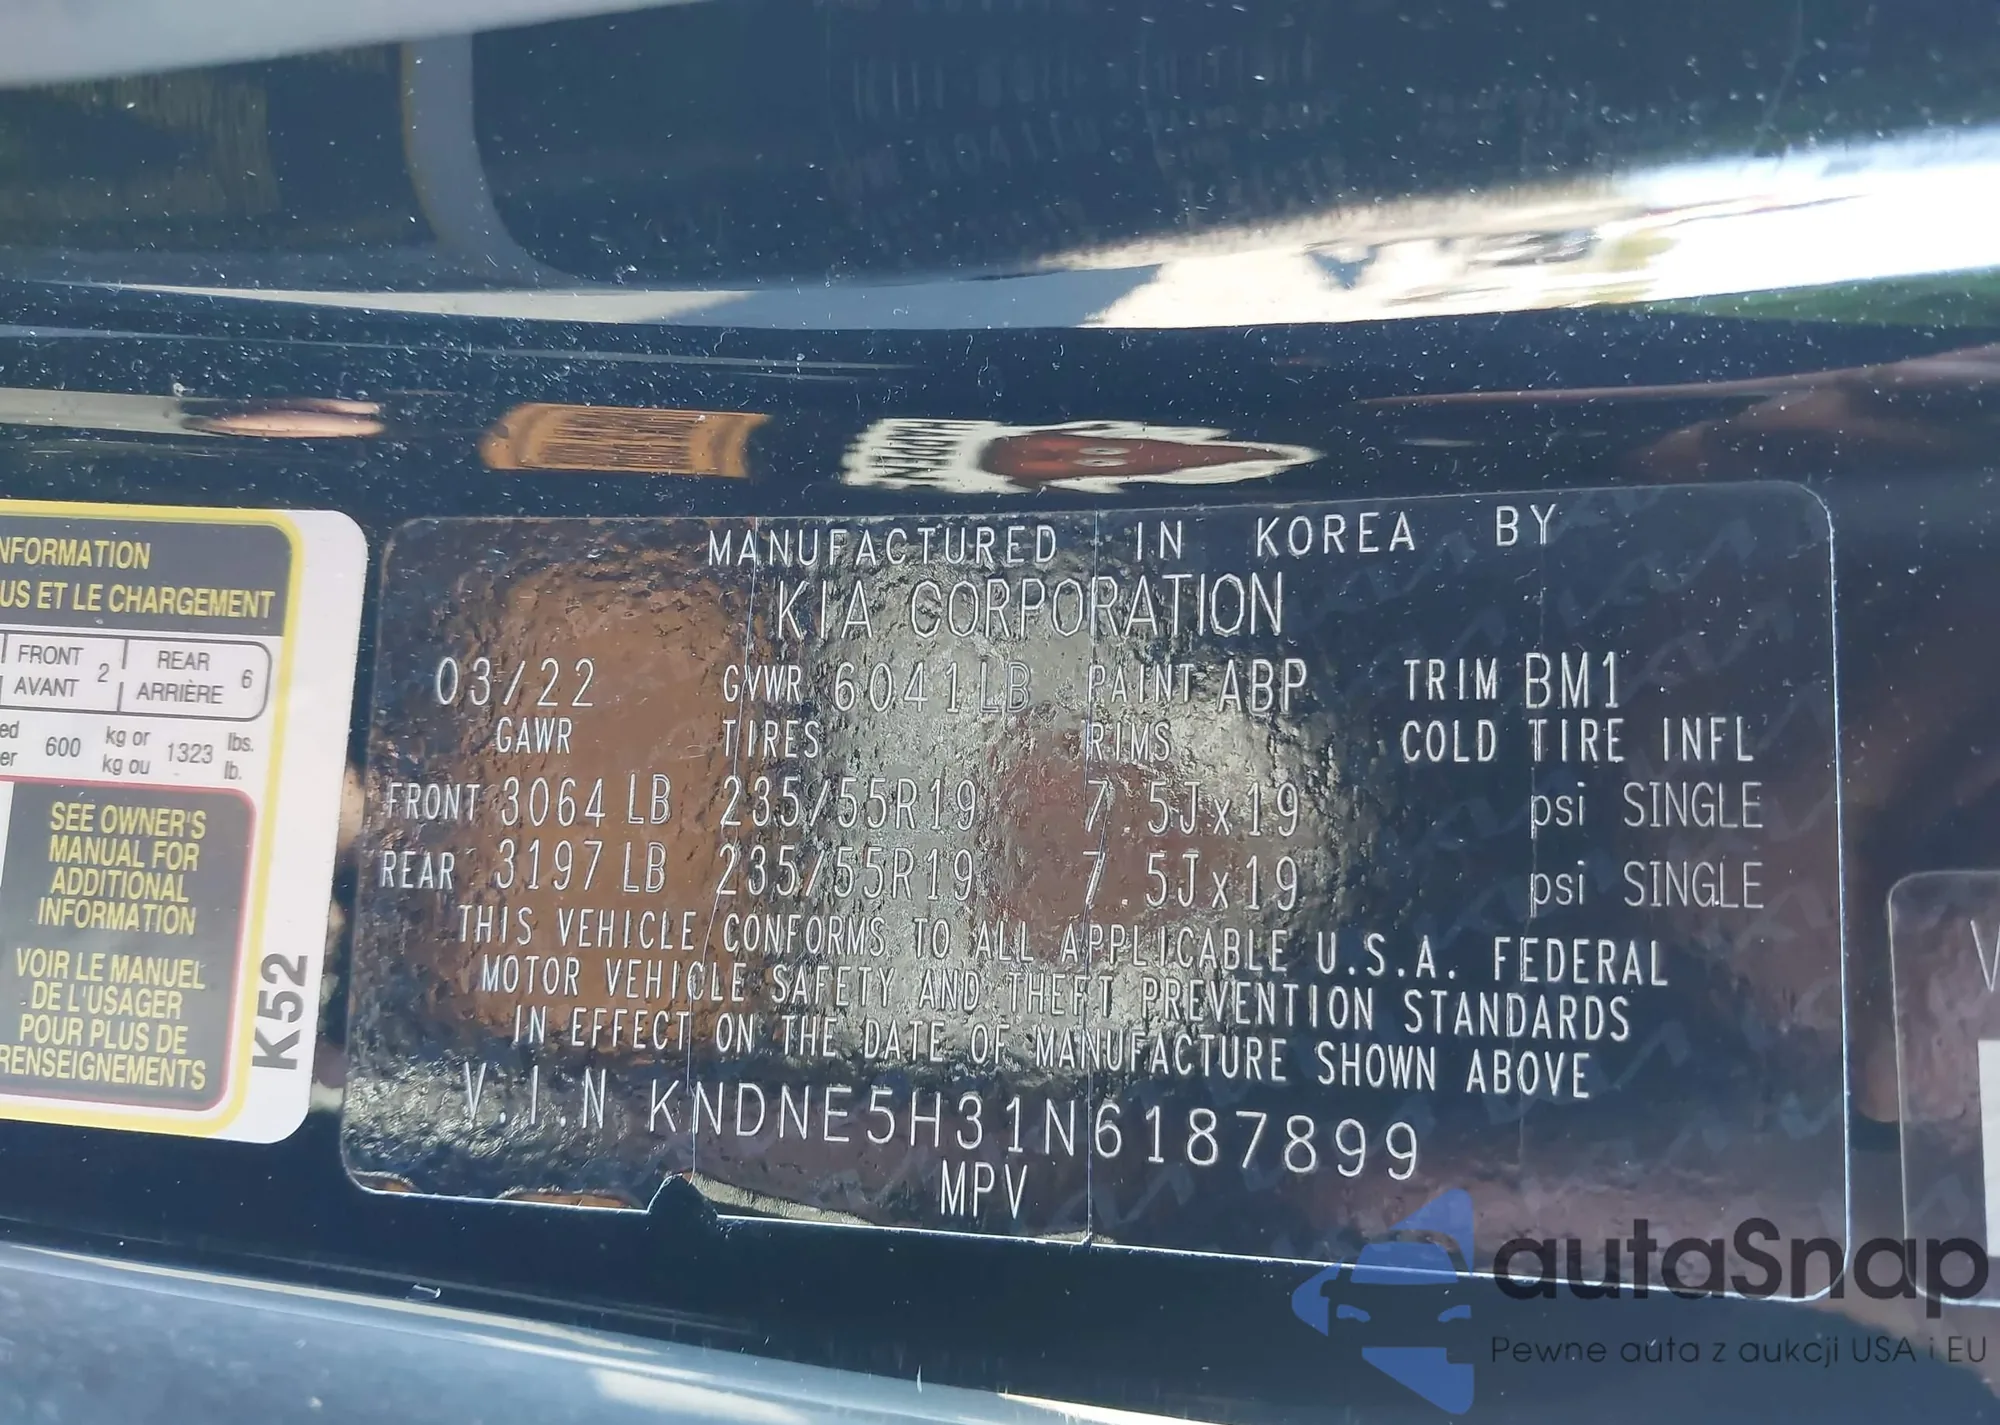 NFORMATION
US ET LE CHARGEMENT
FRONT 2 REAR 6
AVANT ARRIÈRE
ed 600 kg or 1323 lbs.
er kg ou lb.
SEE OWNER'S
MANUAL FOR
ADDITIONAL
INFORMATION
VOIR LE MANUEL
DE L'USAGER
POUR PLUS DE
RENSEIGNEMENTS
K52
MANUFACTURED IN KOREA BY
KIA CORPORATION
03/22 GVWR 6041LB PAINT ABP TRIM BM1
GAWR TIRES RIMS COLD TIRE INFL
FRONT 3064 LB 235/55R19 7 5Jx19 psi SINGLE
REAR 3197 LB 235/55R19 7 5Jx19 psi SINGLE
THIS VEHICLE CONFORMS TO ALL APPLICABLE U.S.A. FEDERAL
MOTOR VEHICLE SAFETY AND THEFT PREVENTION STANDARDS
IN EFFECT ON THE DATE OF MANUFACTURE SHOWN ABOVE
V.I.N KNDNE5H31N6187899
MPV
V
autaSnap
Pewne auta z aukcji USA i EU